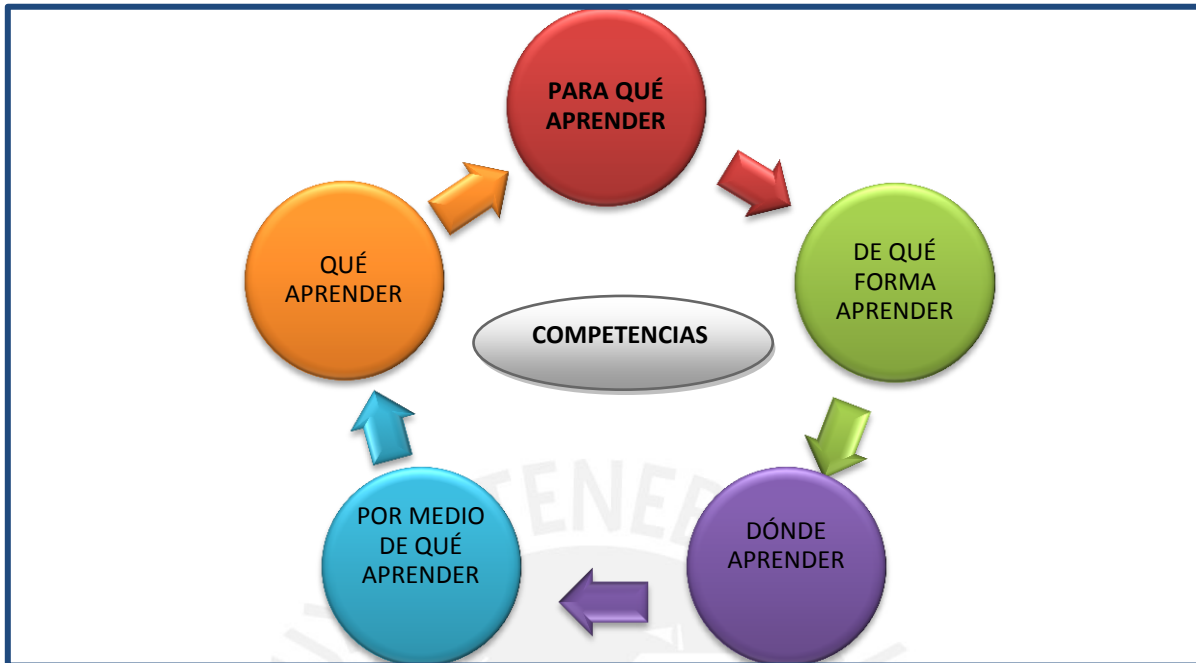 PARA QUÉ
APRENDER
DE QUÉ
FORMA
APRENDER
DÓNDE
APRENDER
POR MEDIO
DE QUÉ
APRENDER
QUÉ
APRENDER
COMPETENCIAS